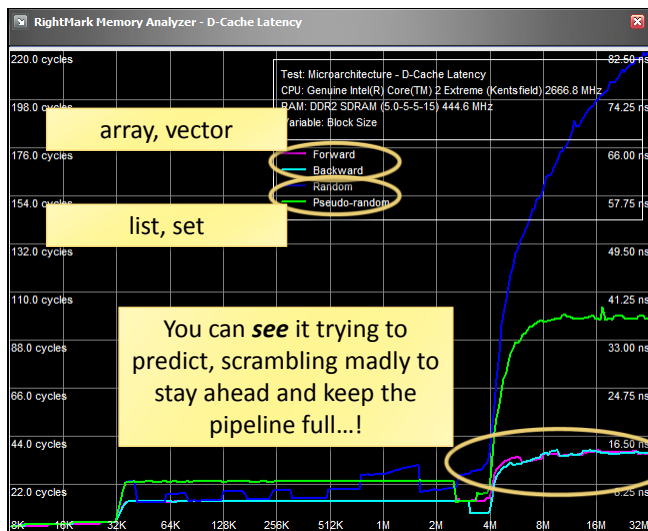 RightMark Memory Analyzer - D-Cache Latency
220.0 cycles
82.50 ns
Test: Microarchitecture - D-Cache Latency
CPU: Genuine Intel(R) Core(TM) 2 Extreme (Kentsfield) 2666.8 MHz
RAM: DDR2 SDRAM (5.0-5-5-15) 444.6 MHz
Variable: Block Size
198.0 cycles
74.25 ns
array, vector
176.0 cycles
66.00 ns
Forward
Backward
Random
Pseudo-random
154.0 cycles
57.75 ns
list, set
132.0 cycles
49.50 ns
110.0 cycles
41.25 ns
You can see it trying to
predict, scrambling madly to
stay ahead and keep the
pipeline full…!
88.0 cycles
33.00 ns
66.0 cycles
24.75 ns
44.0 cycles
16.50 ns
22.0 cycles
8.25 ns
8K 16K 32K 64K 128K 256K 512K 1M 2M 4M 8M 16M 32M